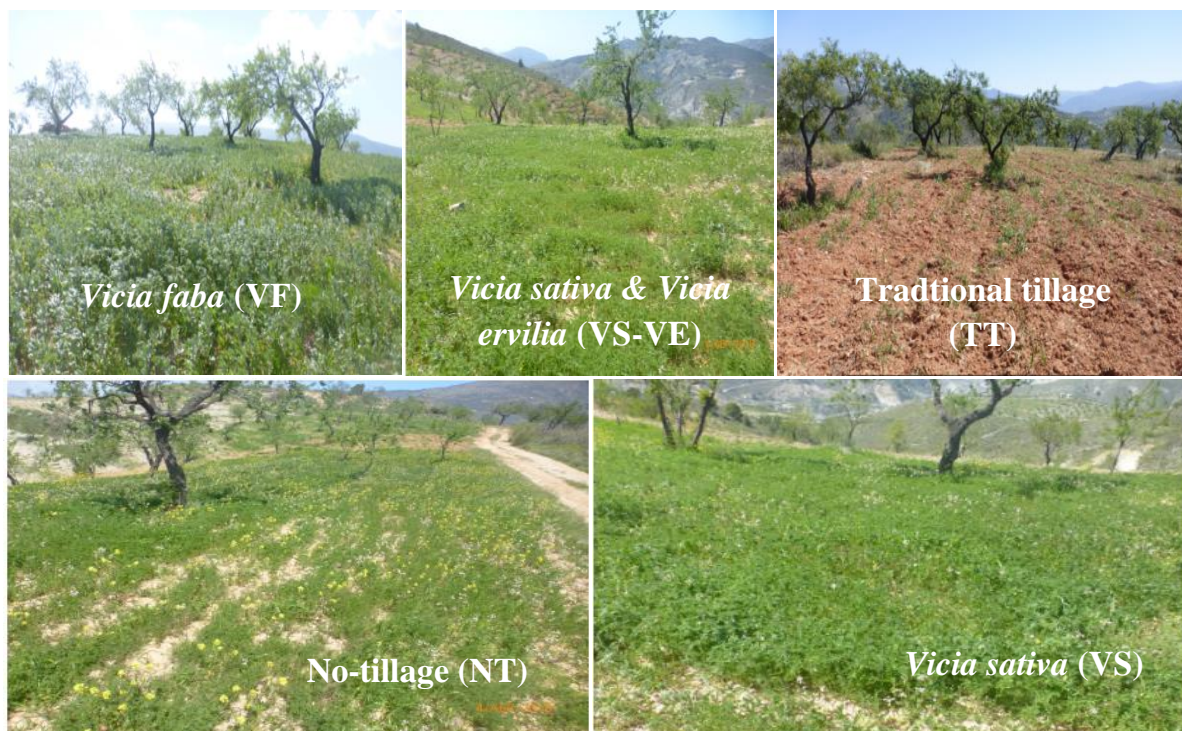 Vicia faba (VF)
Vicia sativa & Vicia
ervilia (VS-VE)
Tradtional tillage
(TT)
No-tillage (NT)
Vicia sativa (VS)